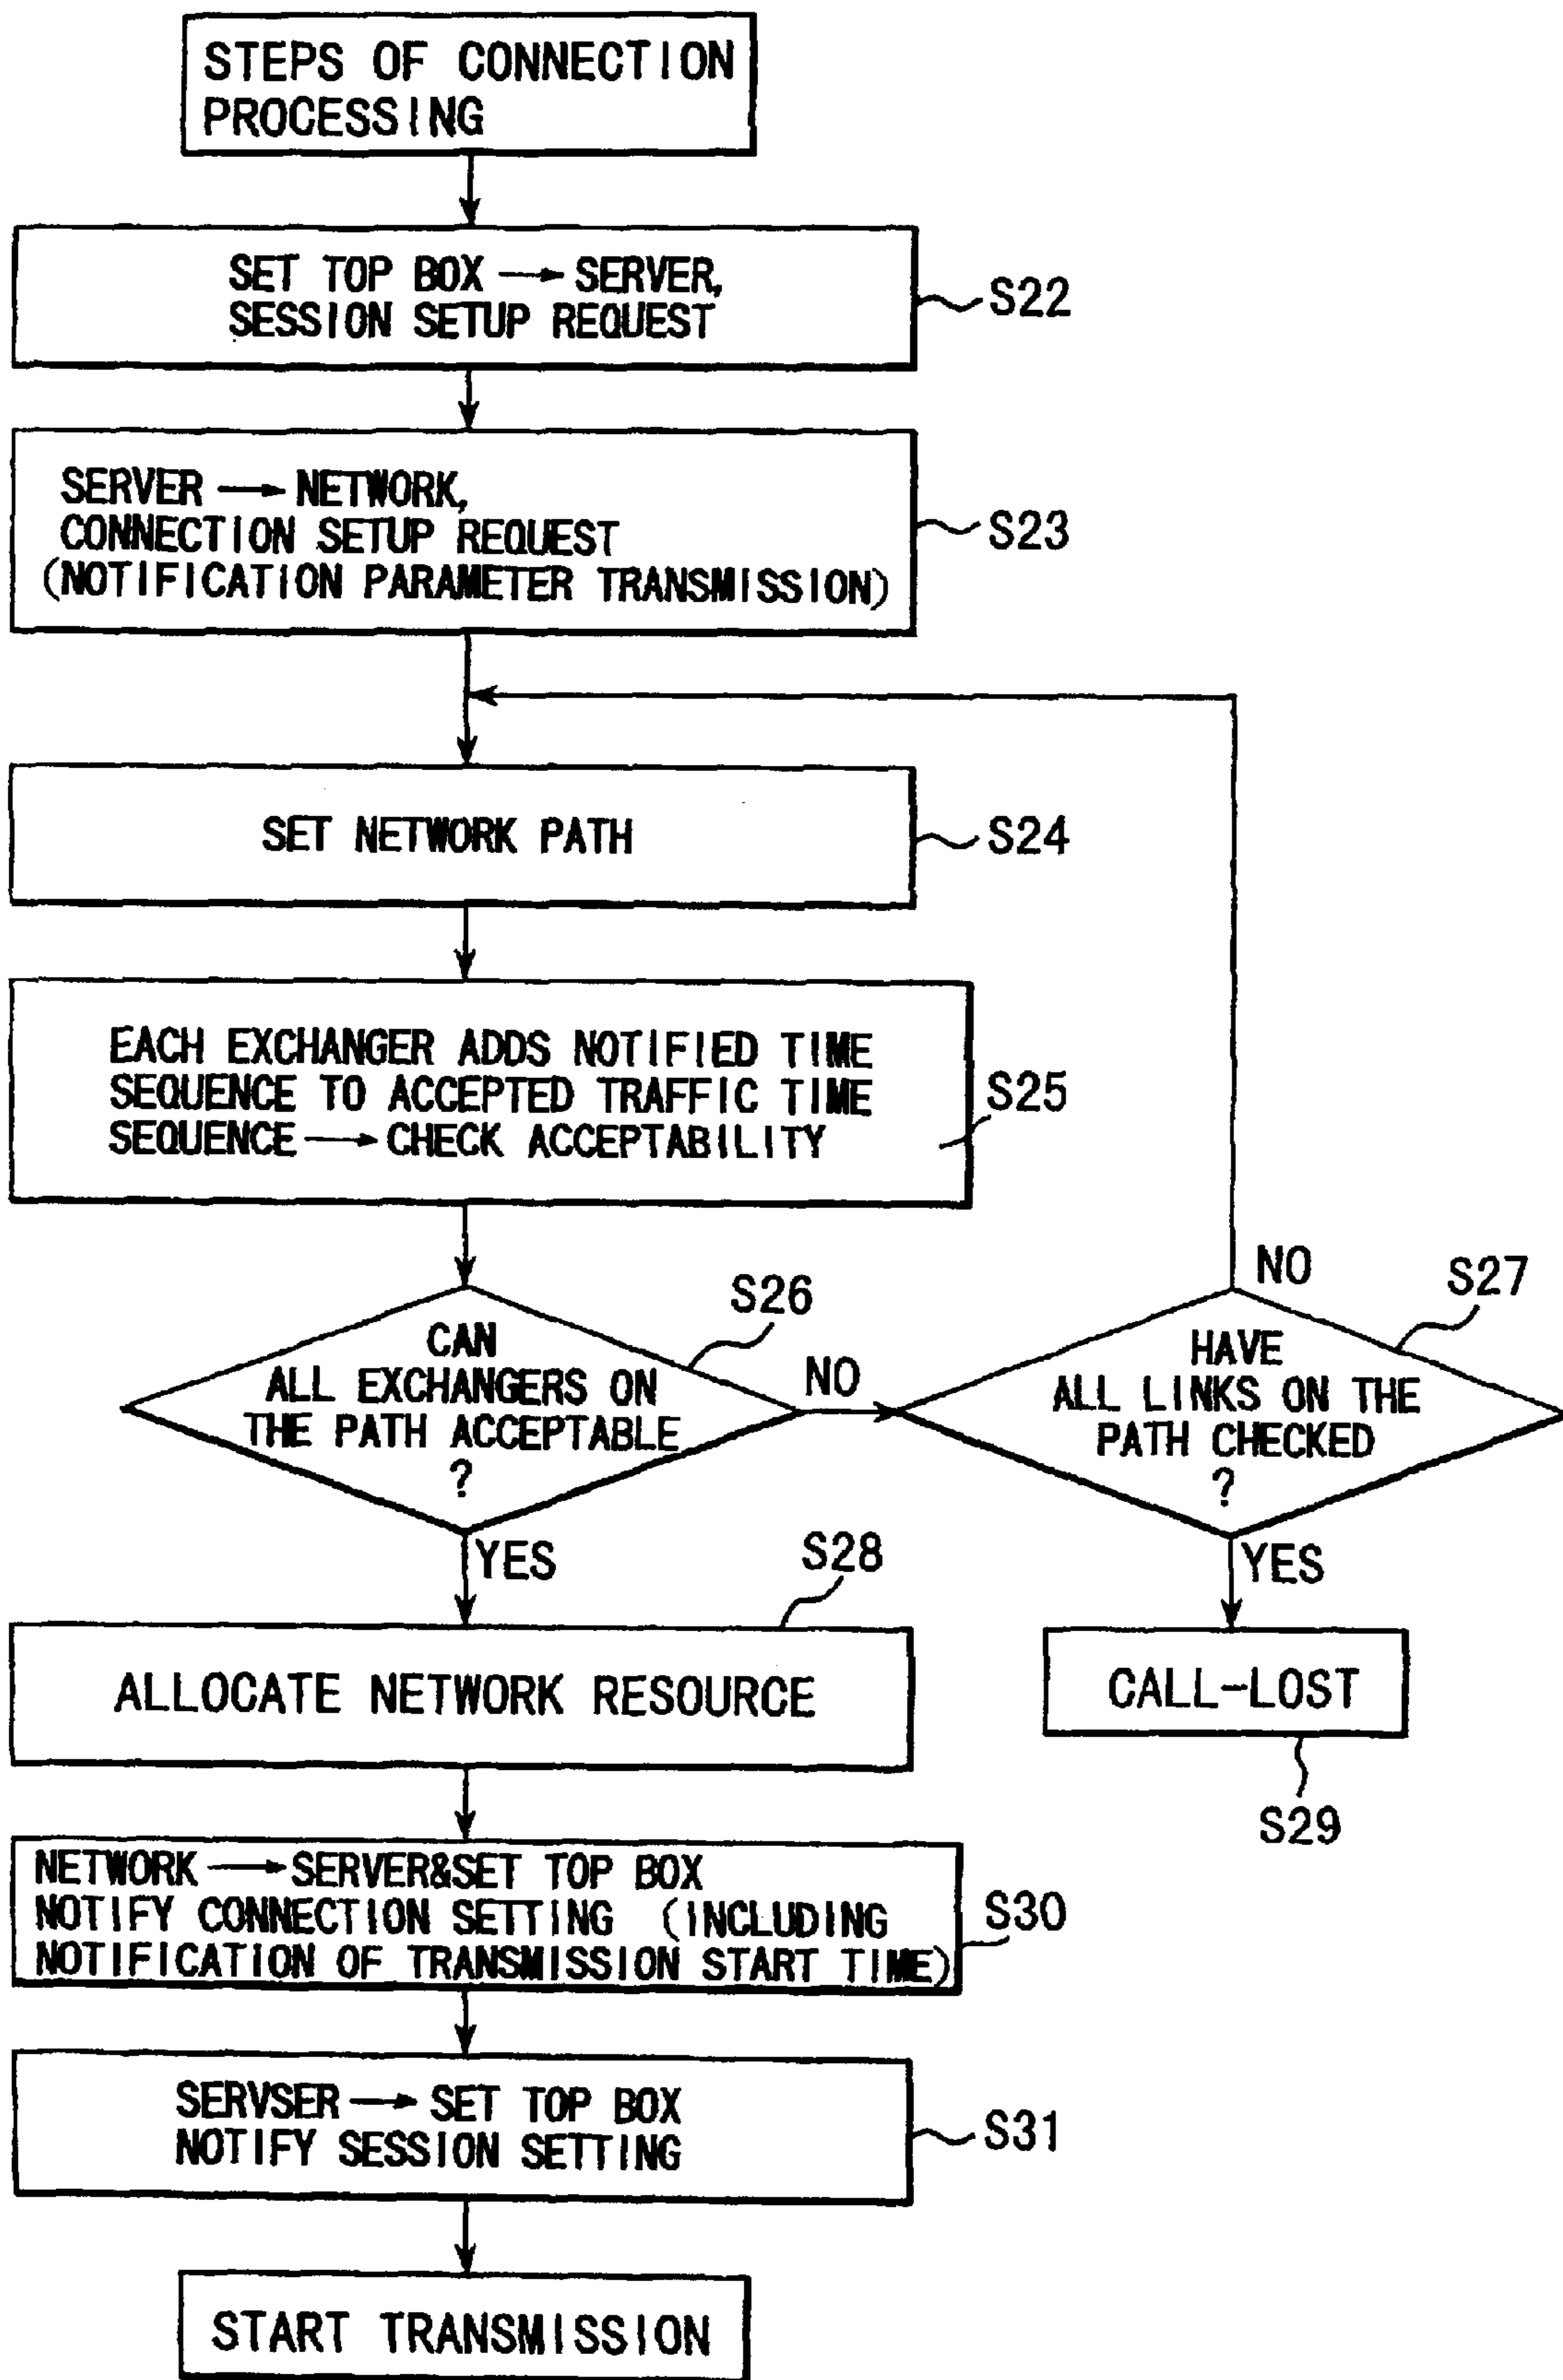 STEPS OF CONNECTION
PROCESSING
SET TOP BOX → SERVER,
SESSION SETUP REQUEST
S22
SERVER → NETWORK,
CONNECTION SETUP REQUEST
(NOTIFICATION PARAMETER TRANSMISSION)
S23
SET NETWORK PATH
S24
EACH EXCHANGER ADDS NOTIFIED TIME
SEQUENCE TO ACCEPTED TRAFFIC TIME
SEQUENCE → CHECK ACCEPTABILITY
S25
S26
CAN
ALL EXCHANGERS ON
THE PATH ACCEPTABLE
?
NO
YES
NO
S27
HAVE
ALL LINKS ON THE
PATH CHECKED
?
YES
S28
ALLOCATE NETWORK RESOURCE
CALL-LOST
S29
NETWORK → SERVER&SET TOP BOX
NOTIFY CONNECTION SETTING (INCLUDING
NOTIFICATION OF TRANSMISSION START TIME)
S30
SERVSER → SET TOP BOX
NOTIFY SESSION SETTING
S31
START TRANSMISSION